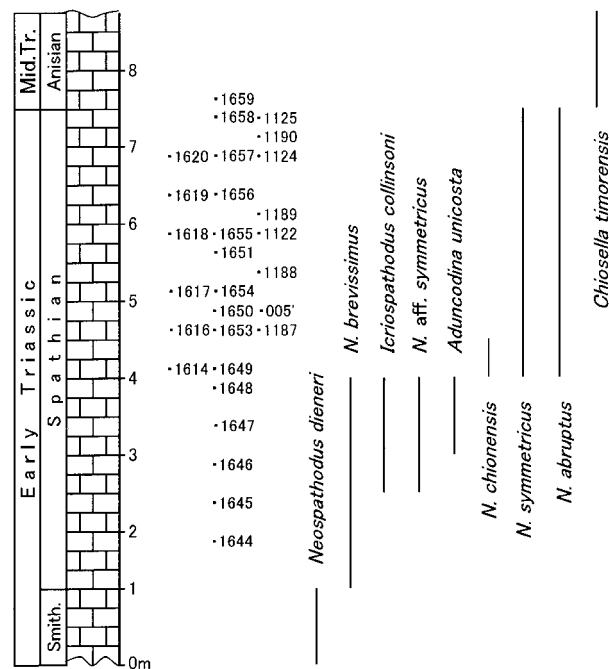 Mid.Tr.
Anisian
Early Triassic
Spathian
Smith.
8
7
6
5
4
3
2
1
0m
·1659
·1658 ·1125
·1190
·1620 ·1657 ·1124
·1619 ·1656
·1189
·1618 ·1655 ·1122
·1651
·1188
·1617 ·1654
·1650 ·005'
·1616 ·1653 ·1187
·1614 ·1649
·1648
·1647
·1646
·1645
·1644
Neospathodus dieneri
N. brevissimus
Icriospathodus collinsoni
N. aff. symmetricus
Aduncodina unicosta
N. chionensis
N. symmetricus
N. abruptus
Chiosella timorensis